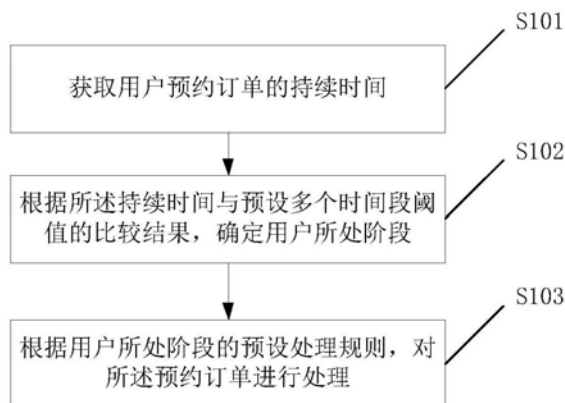 S101
获取用户预约订单的持续时间
S102
根据所述持续时间与预设多个时间段阈
值的比较结果，确定用户所处阶段
S103
根据用户所处阶段的预设处理规则，对
所述预约订单进行处理